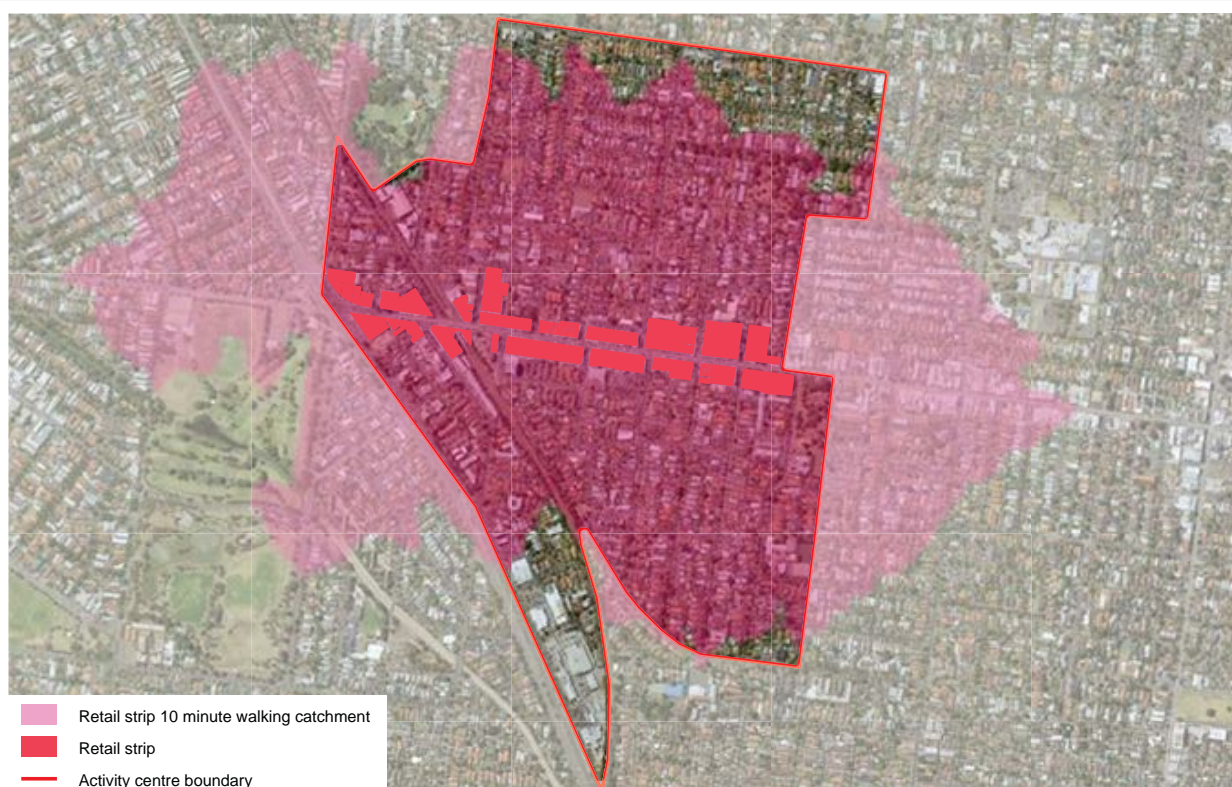 Retail strip 10 minute walking catchment
Retail strip
Activity centre boundary